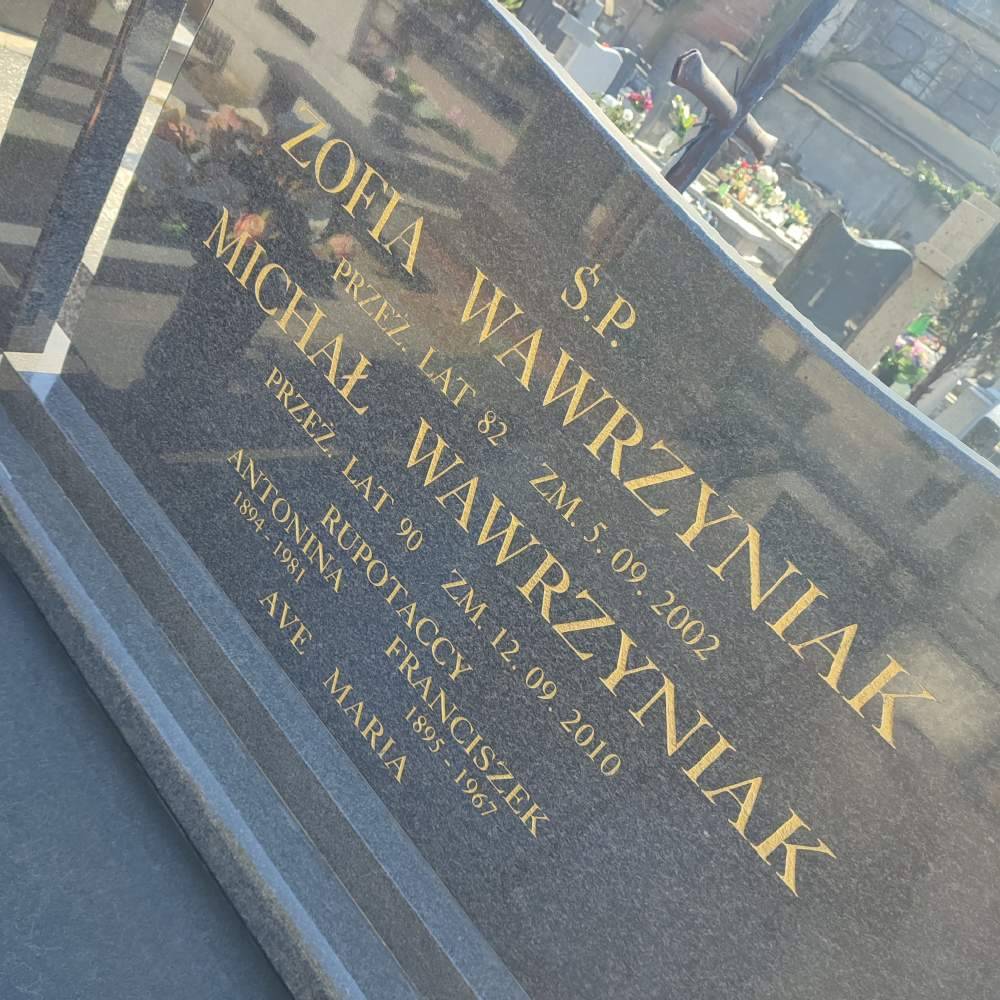 Ś.P.
ZOFIA WAWRZYNIAK
PRZEŻ. LAT 82 ZM. 5. 09. 2002
MICHAŁ WAWRZYNIAK
PRZEŻ. LAT 90 ZM. 12. 09. 2010
RUPOTACCY
ANTONINA FRANCISZEK
1894 - 1981 1895 - 1967
AVE MARIA